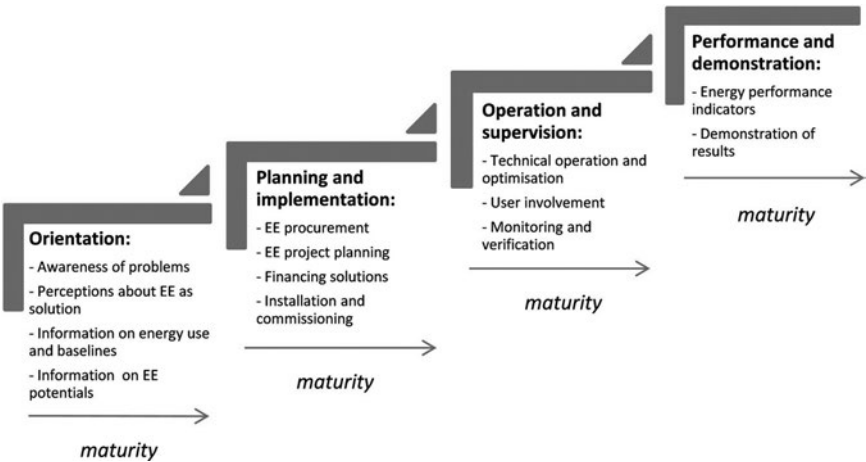 Orientation:
- Awareness of problems
- Perceptions about EE as
solution
- Information on energy use
and baselines
- Information on EE
potentials
maturity
Planning and
implementation:
- EE procurement
- EE project planning
- Financing solutions
- Installation and
commissioning
maturity
Operation and
supervision:
- Technical operation and
optimisation
- User involvement
- Monitoring and
verification
maturity
Performance and
demonstration:
- Energy performance
indicators
- Demonstration of
results
maturity